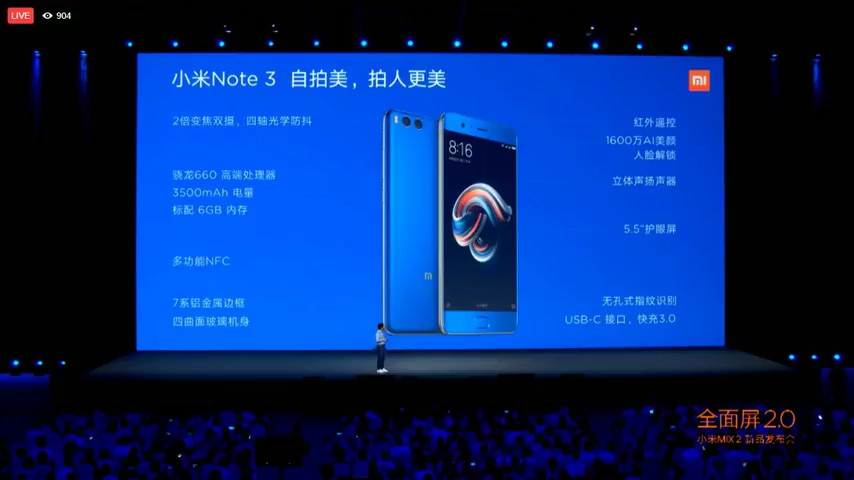 LIVE 904
小米Note 3 自拍美，拍人更美
mi
2倍变焦双摄、四轴光学防抖
骁龙660 高端处理器
3500mAh 电量
标配 6GB 内存
多功能NFC
7系铝金属边框
四曲面玻璃机身
8:16
红外遥控
1600万AI美颜
人脸解锁
立体声扬声器
5.5"护眼屏
无孔式指纹识别
USB-C 接口、快充3.0
全面屏2.0
小米MIX 2 新品发布会